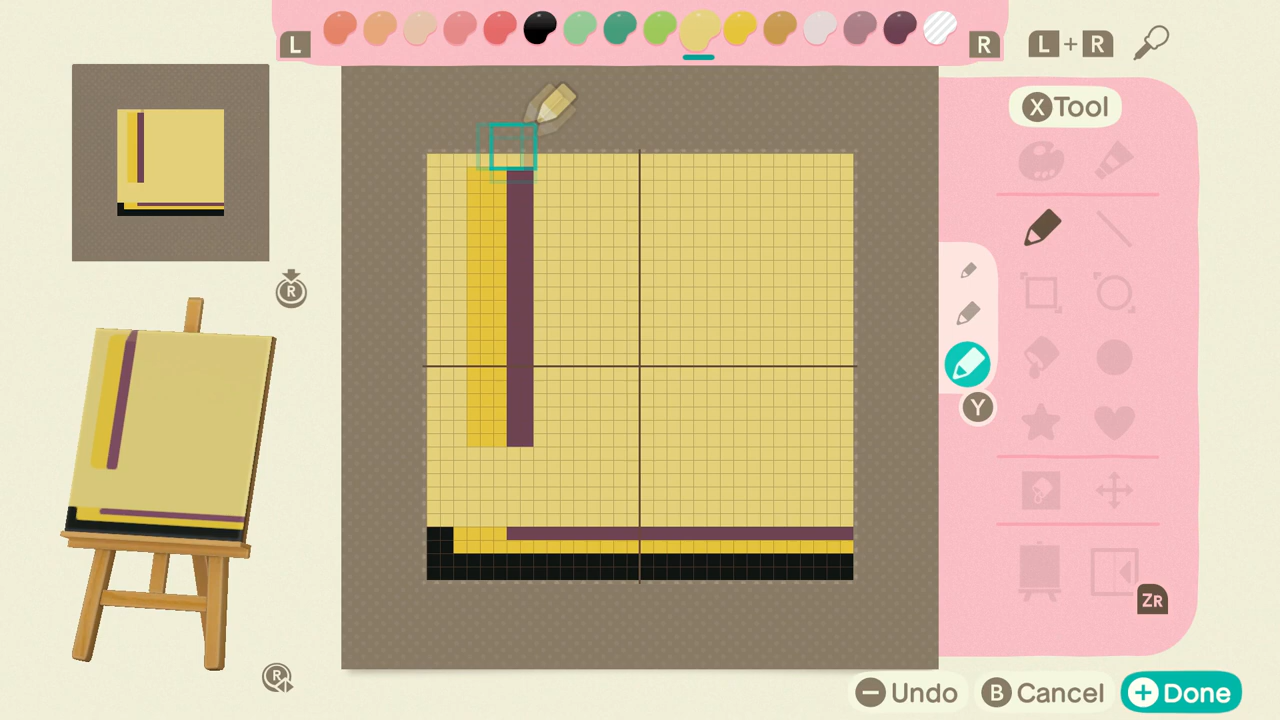 L
R
L + R
X Tool
R
Y
ZR
R
− Undo
B Cancel
+ Done